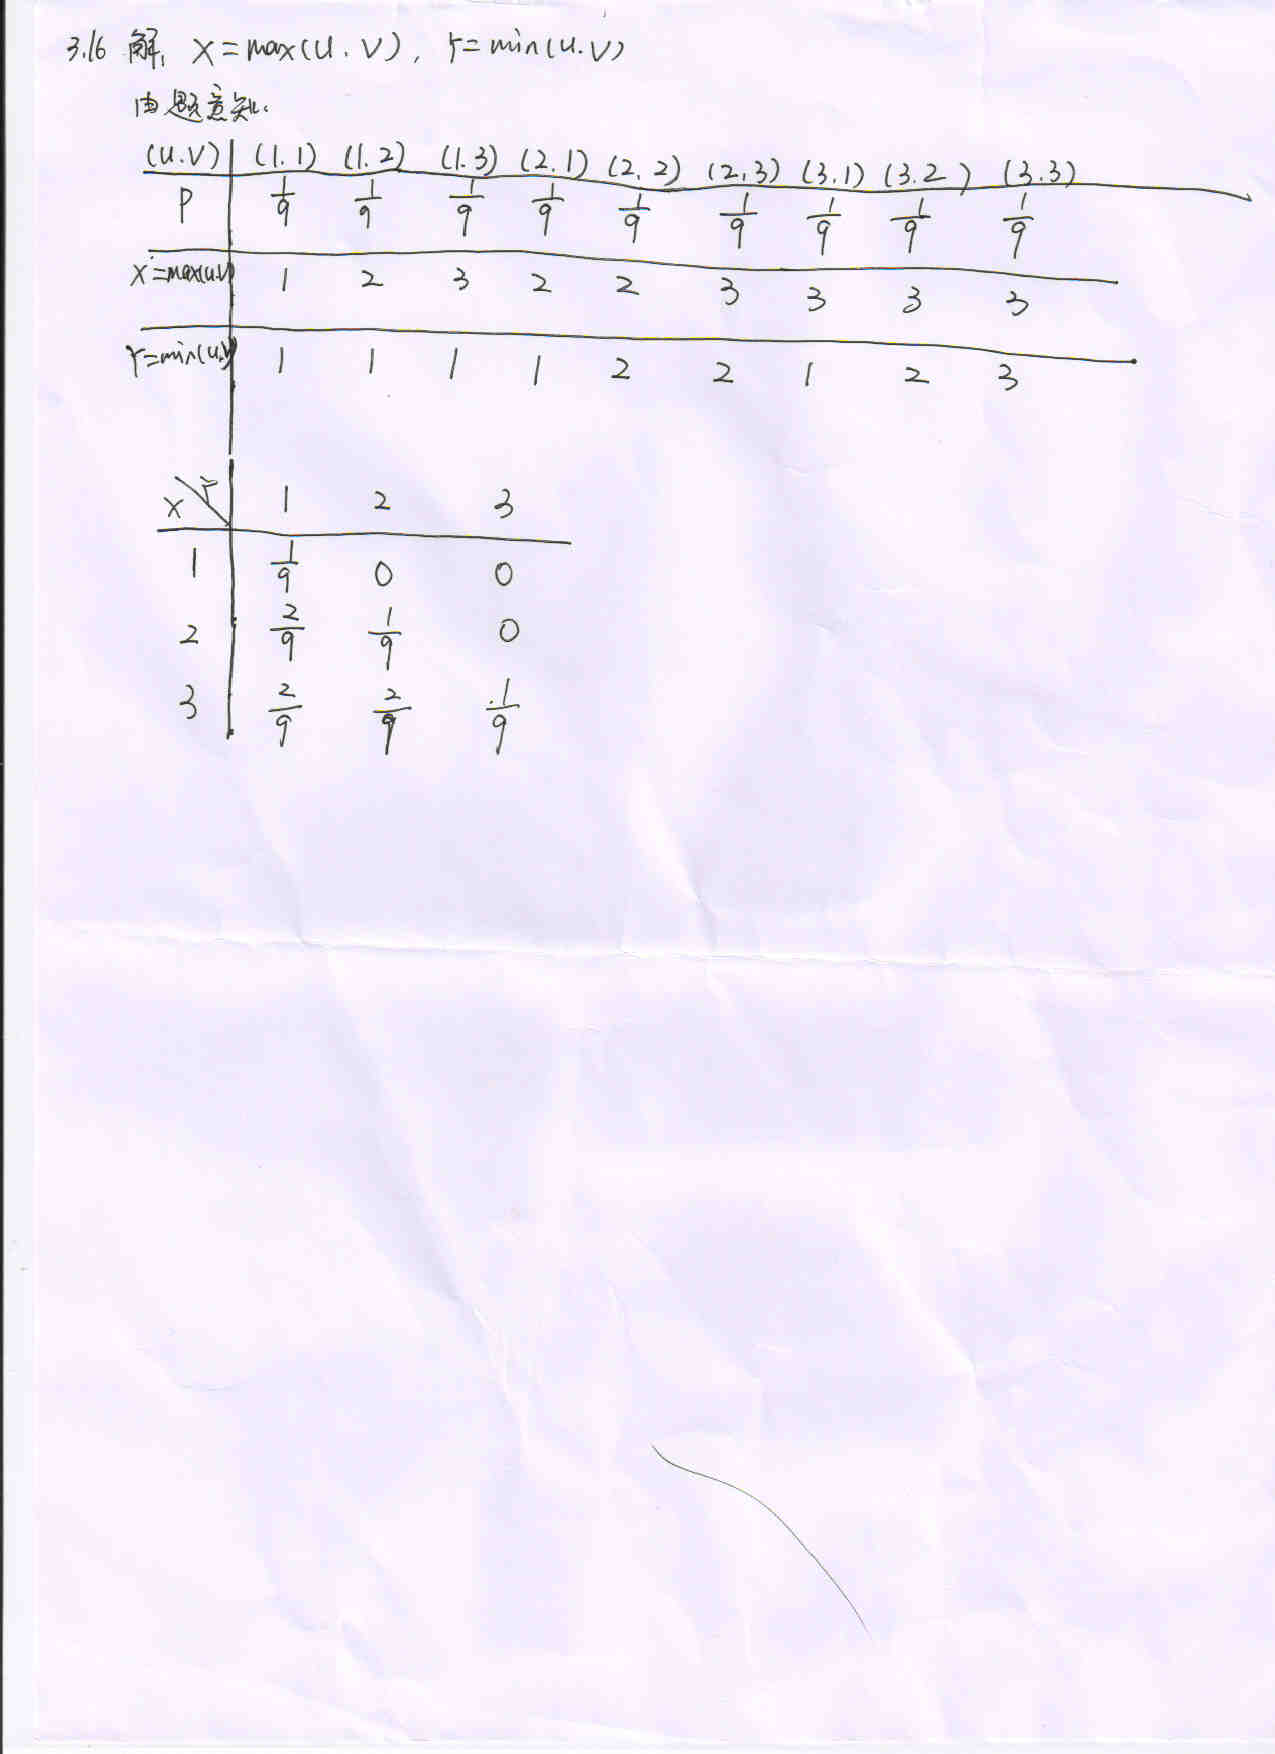 3.16 解, X=max(U.V), Y=min(U.V)
由题意知.
(U.V) (1.1) (1.2) (1.3) (2.1) (2.2) (2.3) (3.1) (3.2) (3.3)
P 1/9 1/9 1/9 1/9 1/9 1/9 1/9 1/9 1/9
X=max(U.V) 1 2 3 2 2 3 3 3 3
Y=min(U.V) 1 1 1 1 2 2 1 2 3
X\Y 1 2 3
1 1/9 0 0
2 2/9 1/9 0
3 2/9 2/9 1/9